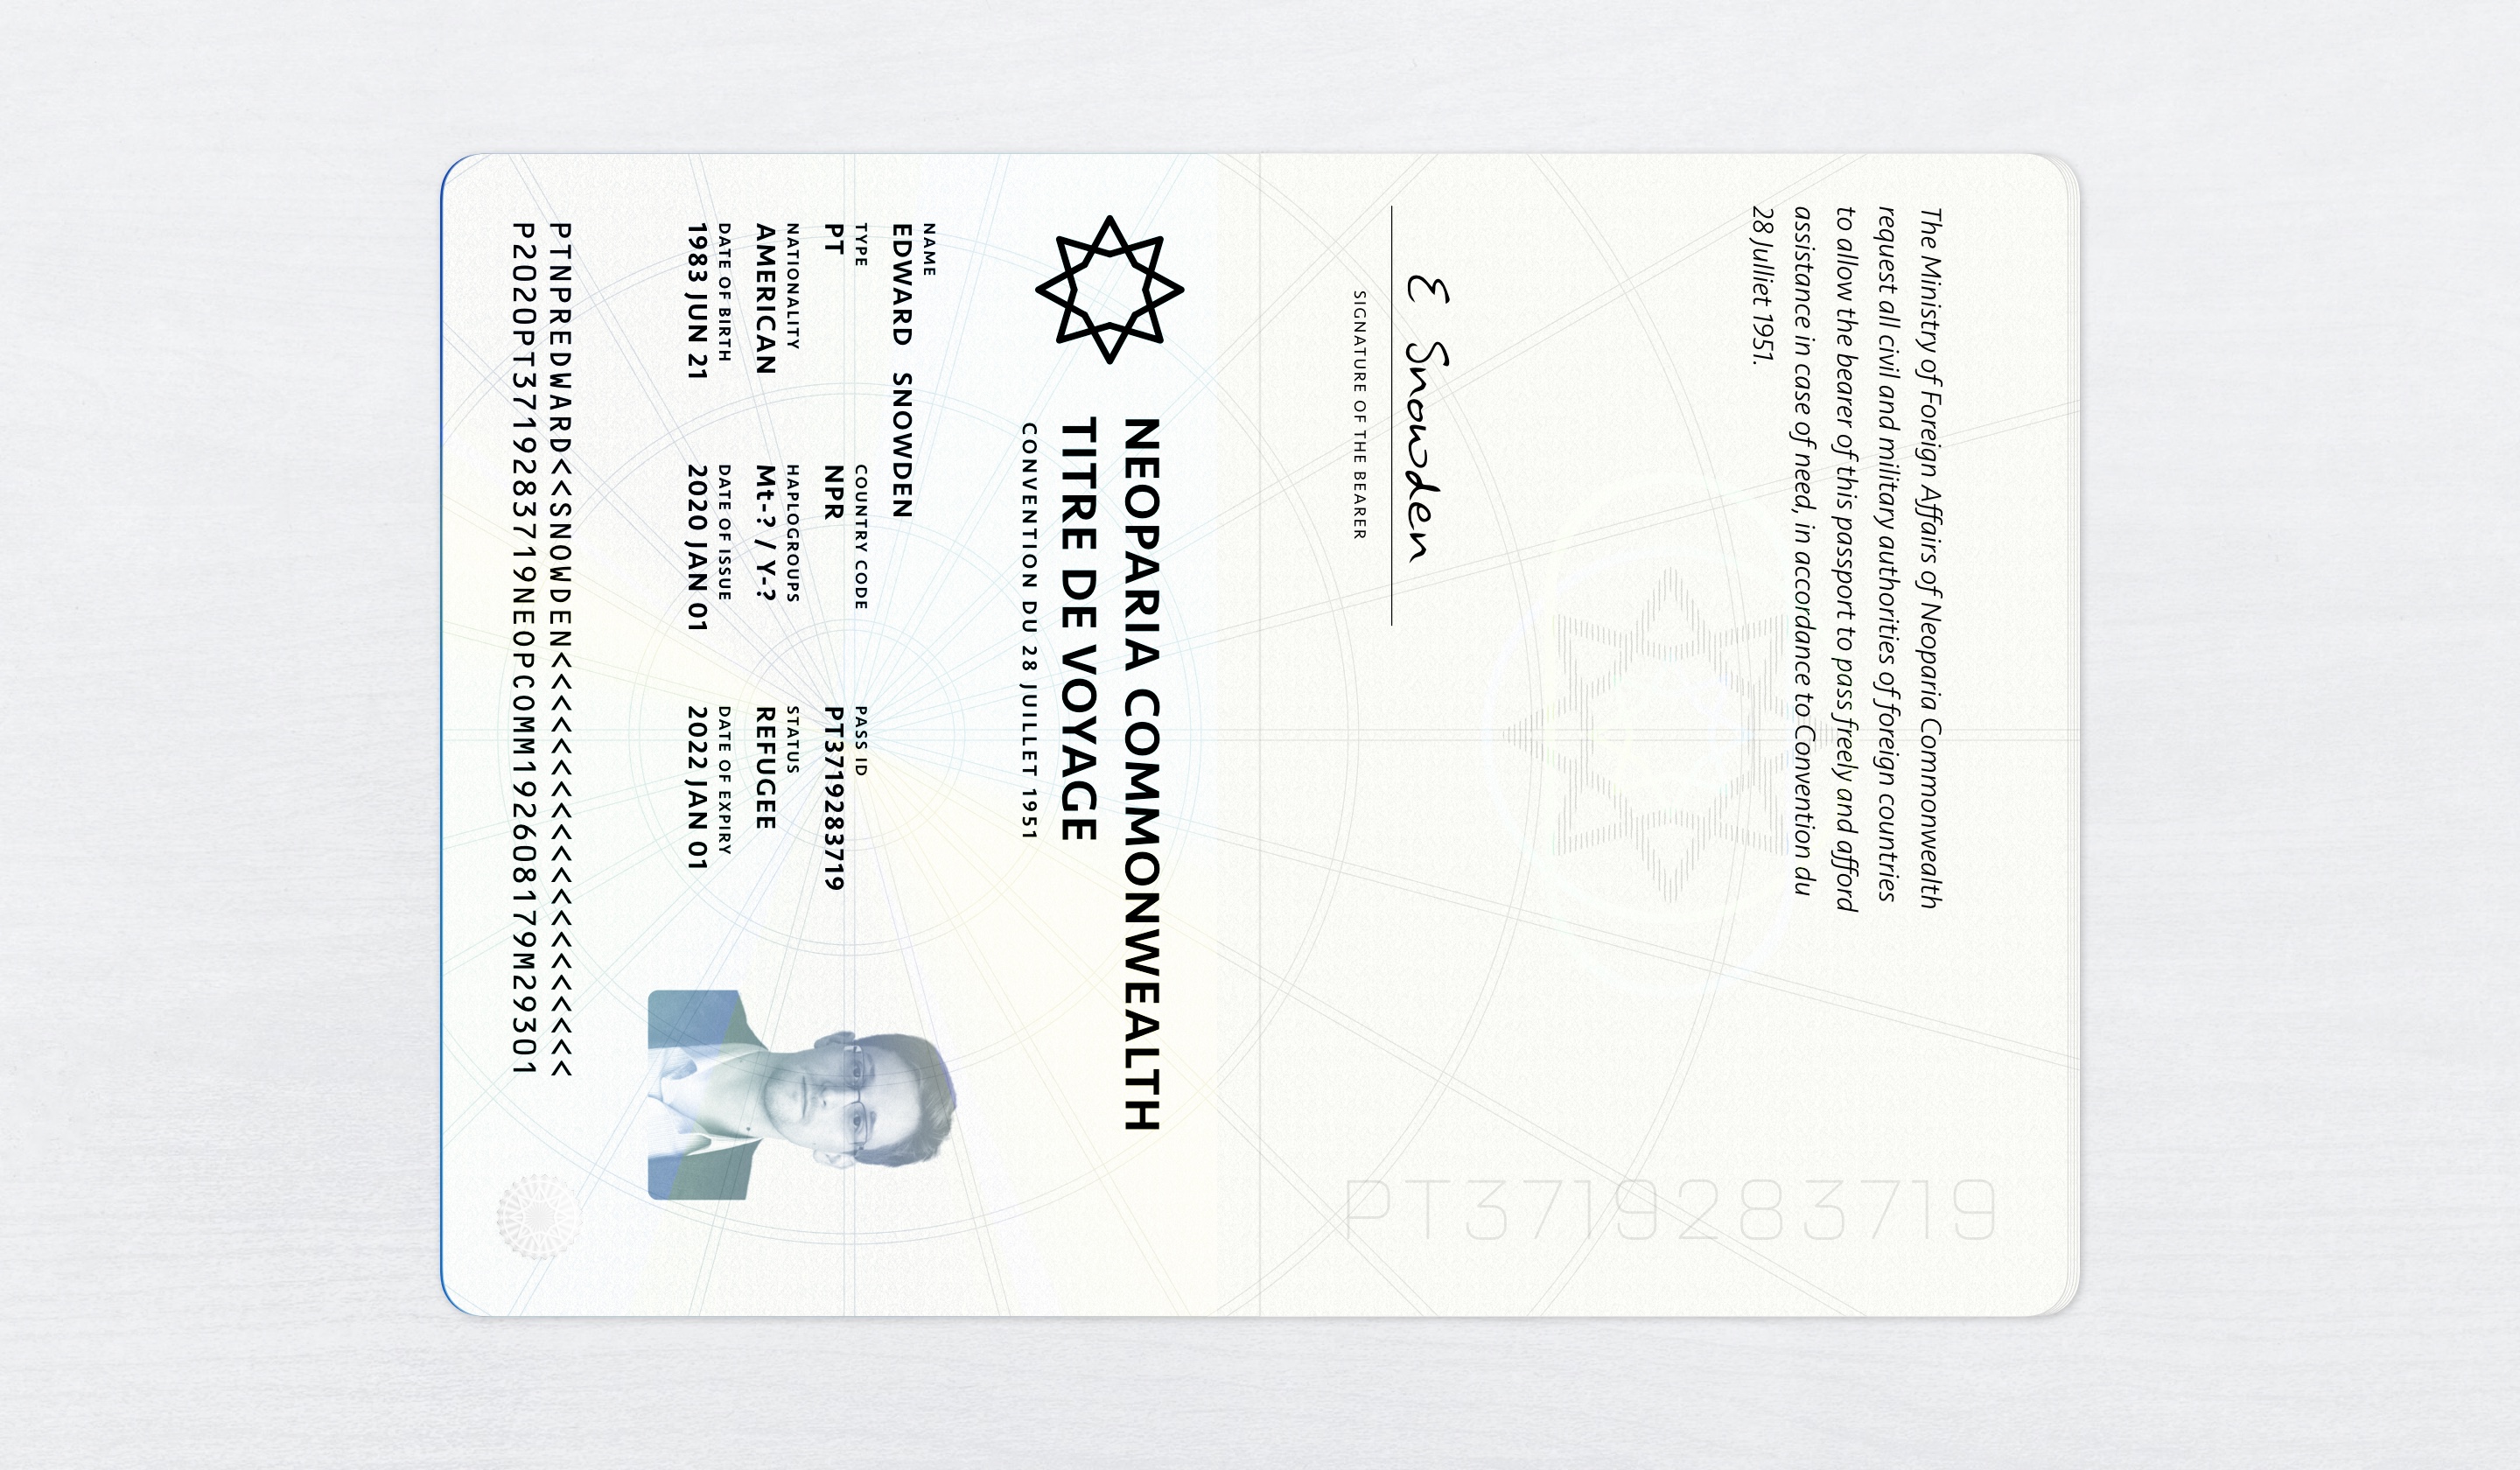 The Ministry of Foreign Affairs of Neoparia Commonwealth
request all civil and military authorities of foreign countries
to allow the bearer of this passport to pass freely and afford
assistance in case of need, in accordance to Convention du
28 Julliet 1951.
E Snowden
SIGNATURE OF THE BEARER
PT3719283719
NEOPARIA COMMONWEALTH
TITRE DE VOYAGE
CONVENTION DU 28 JUILLET 1951
NAME
EDWARD SNOWDEN
TYPE COUNTRY CODE PASS ID
PT NPR PT3719283719
NATIONALITY HAPLOGROUPS STATUS
AMERICAN Mt-? / Y-? REFUGEE
DATE OF BIRTH DATE OF ISSUE DATE OF EXPIRY
1983 JUN 21 2020 JAN 01 2022 JAN 01
PTNPREDWARD<<SNOWDEN<<<<<<<<<<<<<<<<<<<<
P2020PT3719283719NEOPCOMM192608179M29301